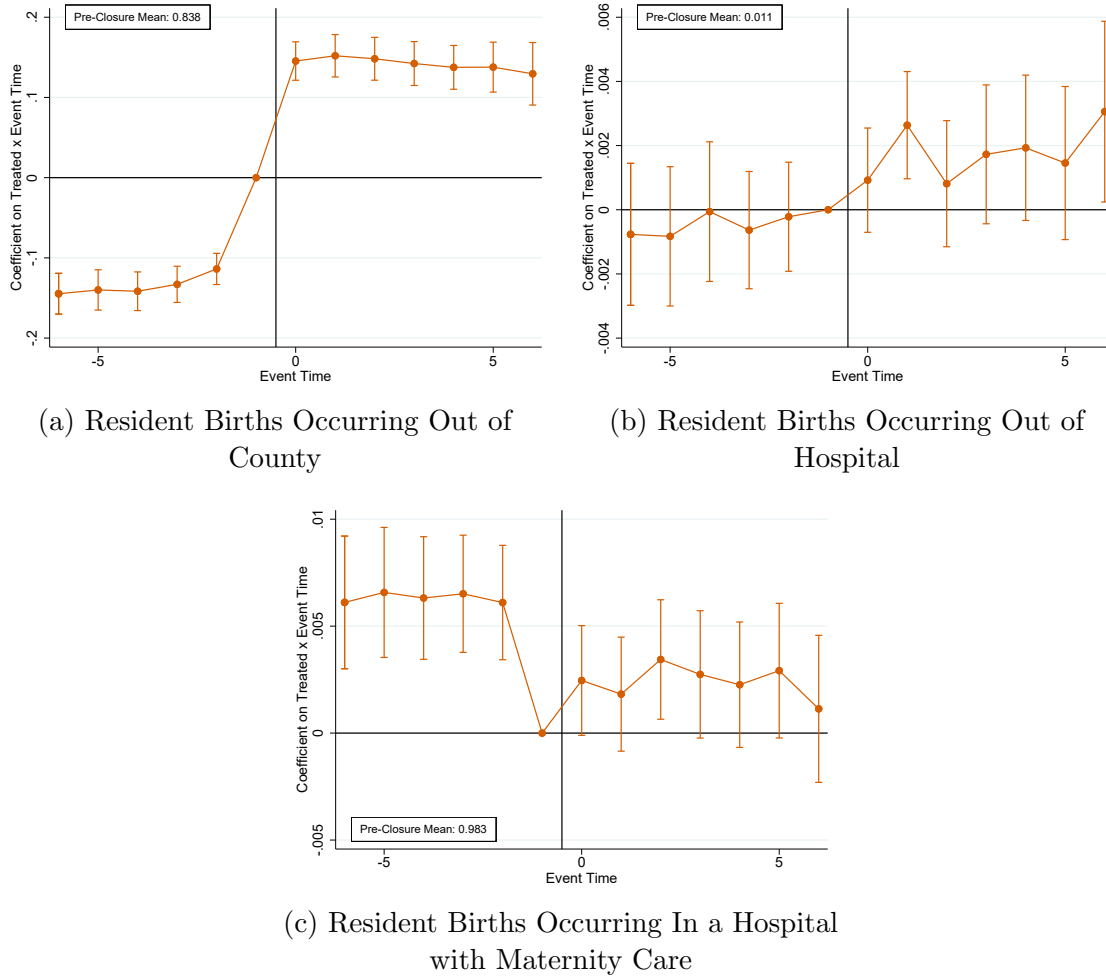 Pre-Closure Mean: 0.838
Coefficient on Treated x Event Time
.2
.1
0
-.1
-.2
-5
0
5
Event Time
(a) Resident Births Occurring Out of
County
Pre-Closure Mean: 0.011
Coefficient on Treated x Event Time
.006
.004
.002
0
-.002
-.004
-5
0
5
Event Time
(b) Resident Births Occurring Out of
Hospital
Coefficient on Treated x Event Time
.01
.005
0
-.005
Pre-Closure Mean: 0.983
-5
0
5
Event Time
(c) Resident Births Occurring In a Hospital
with Maternity Care